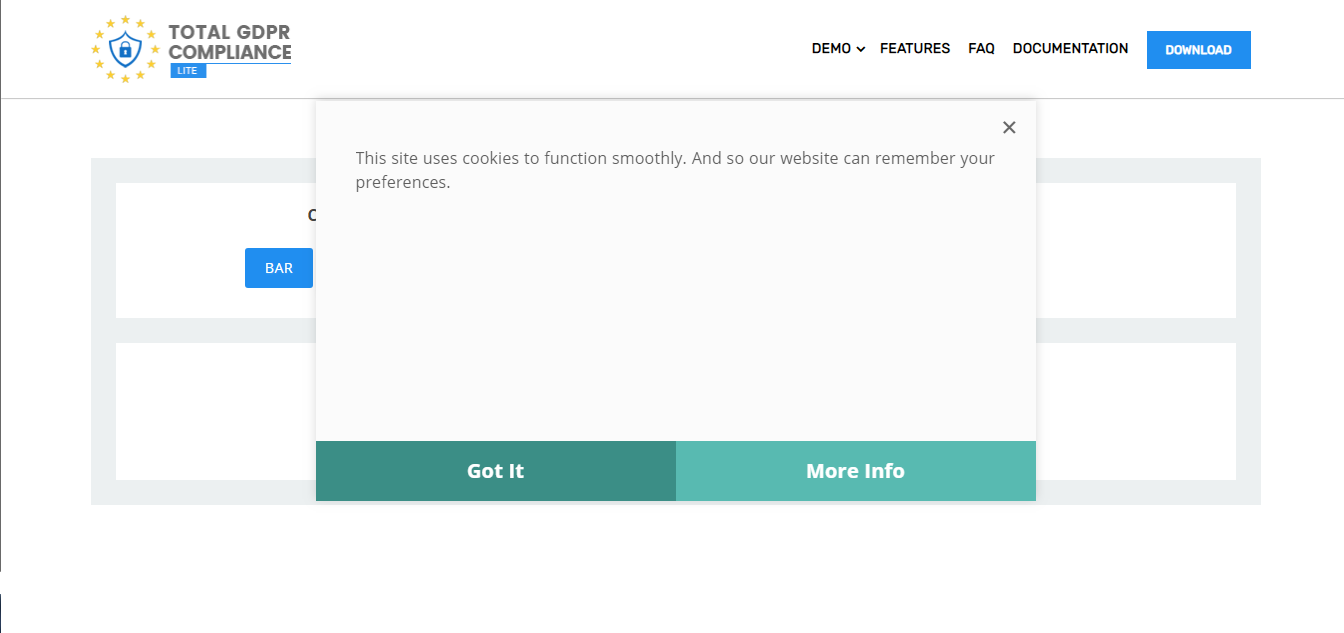 TOTAL GDPR
COMPLIANCE
LITE
DEMO FEATURES FAQ DOCUMENTATION DOWNLOAD
This site uses cookies to function smoothly. And so our website can remember your
preferences.
BAR
Got It More Info